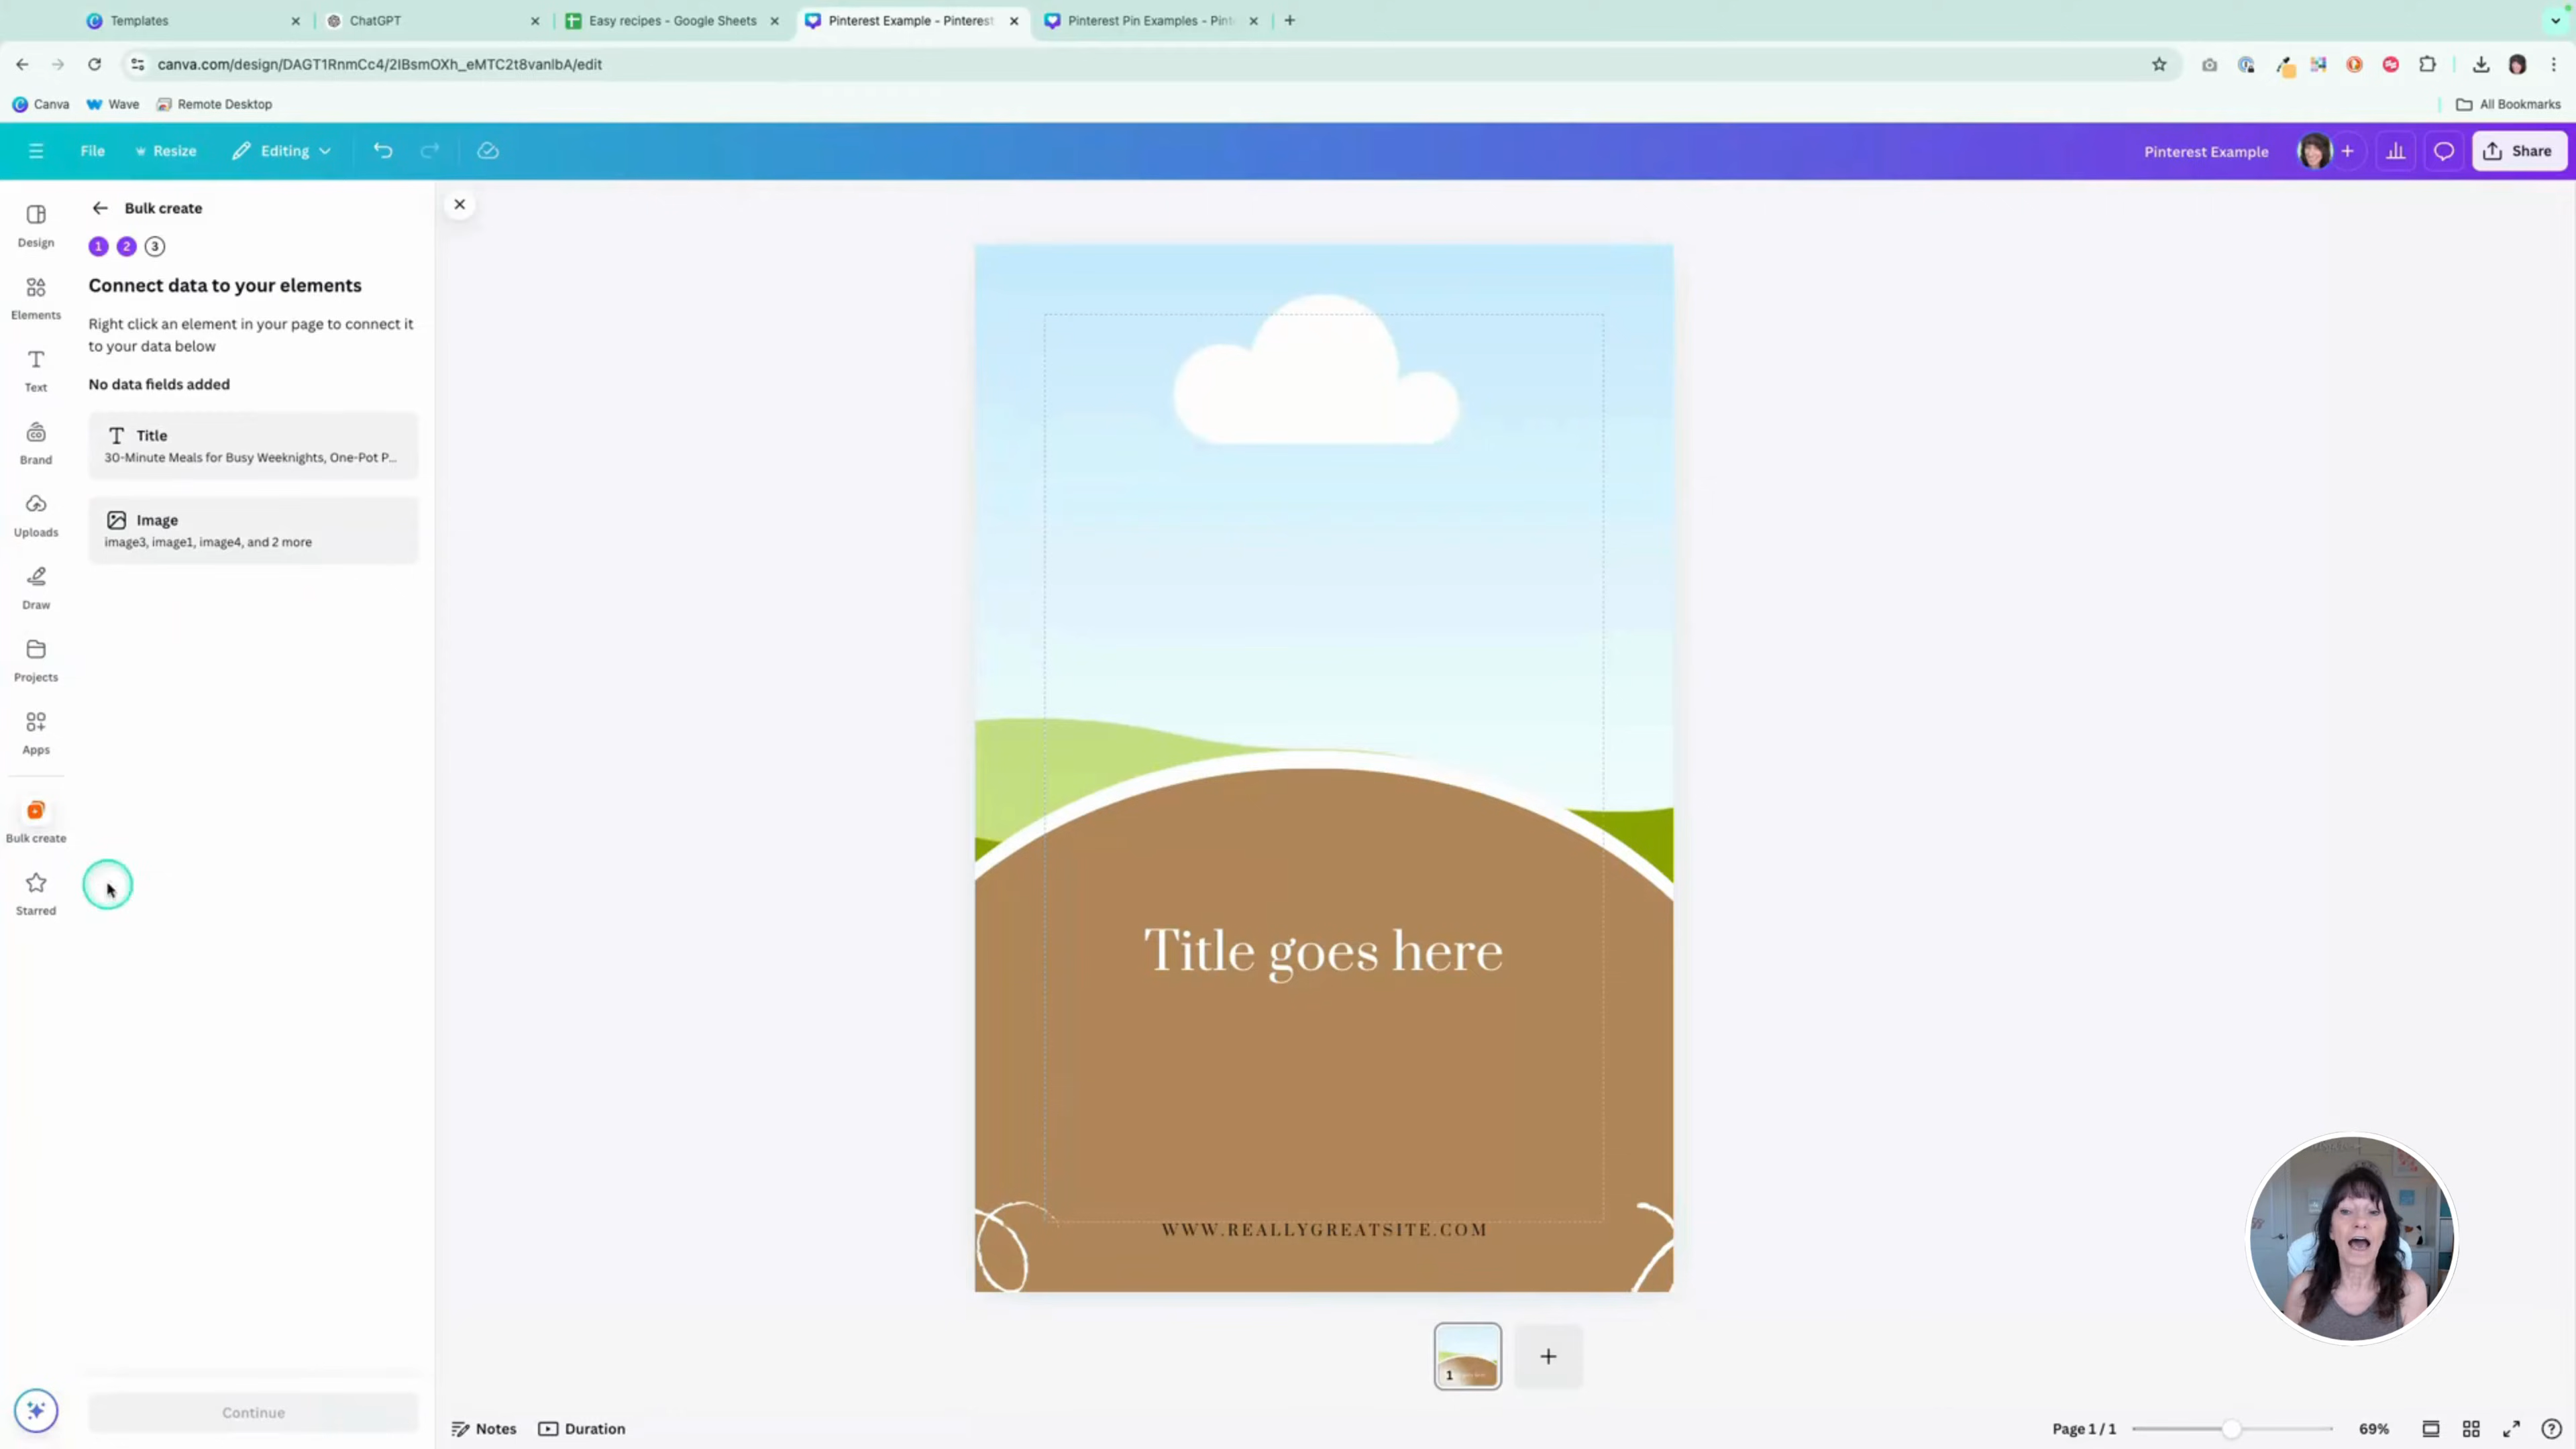 Templates
ChatGPT
Easy recipes - Google Sheets
Pinterest Example - Pinterest
Pinterest Pin Examples - Pint
canva.com/design/DAGT1RnmCc4/2IBsmOXh_eMTC2t8vanlbA/edit
Canva
Wave
Remote Desktop
All Bookmarks
File
Resize
Editing
Pinterest Example
Share
Design
Elements
Text
Brand
Uploads
Draw
Projects
Apps
Bulk create
Starred
Bulk create
1 2 3
Connect data to your elements
Right click an element in your page to connect it
to your data below
No data fields added
Title
30-Minute Meals for Busy Weeknights, One-Pot P...
Image
image3, image1, image4, and 2 more
Continue
Title goes here
WWW.REALLYGREATSITE.COM
1
Notes
Duration
Page 1 / 1
69%